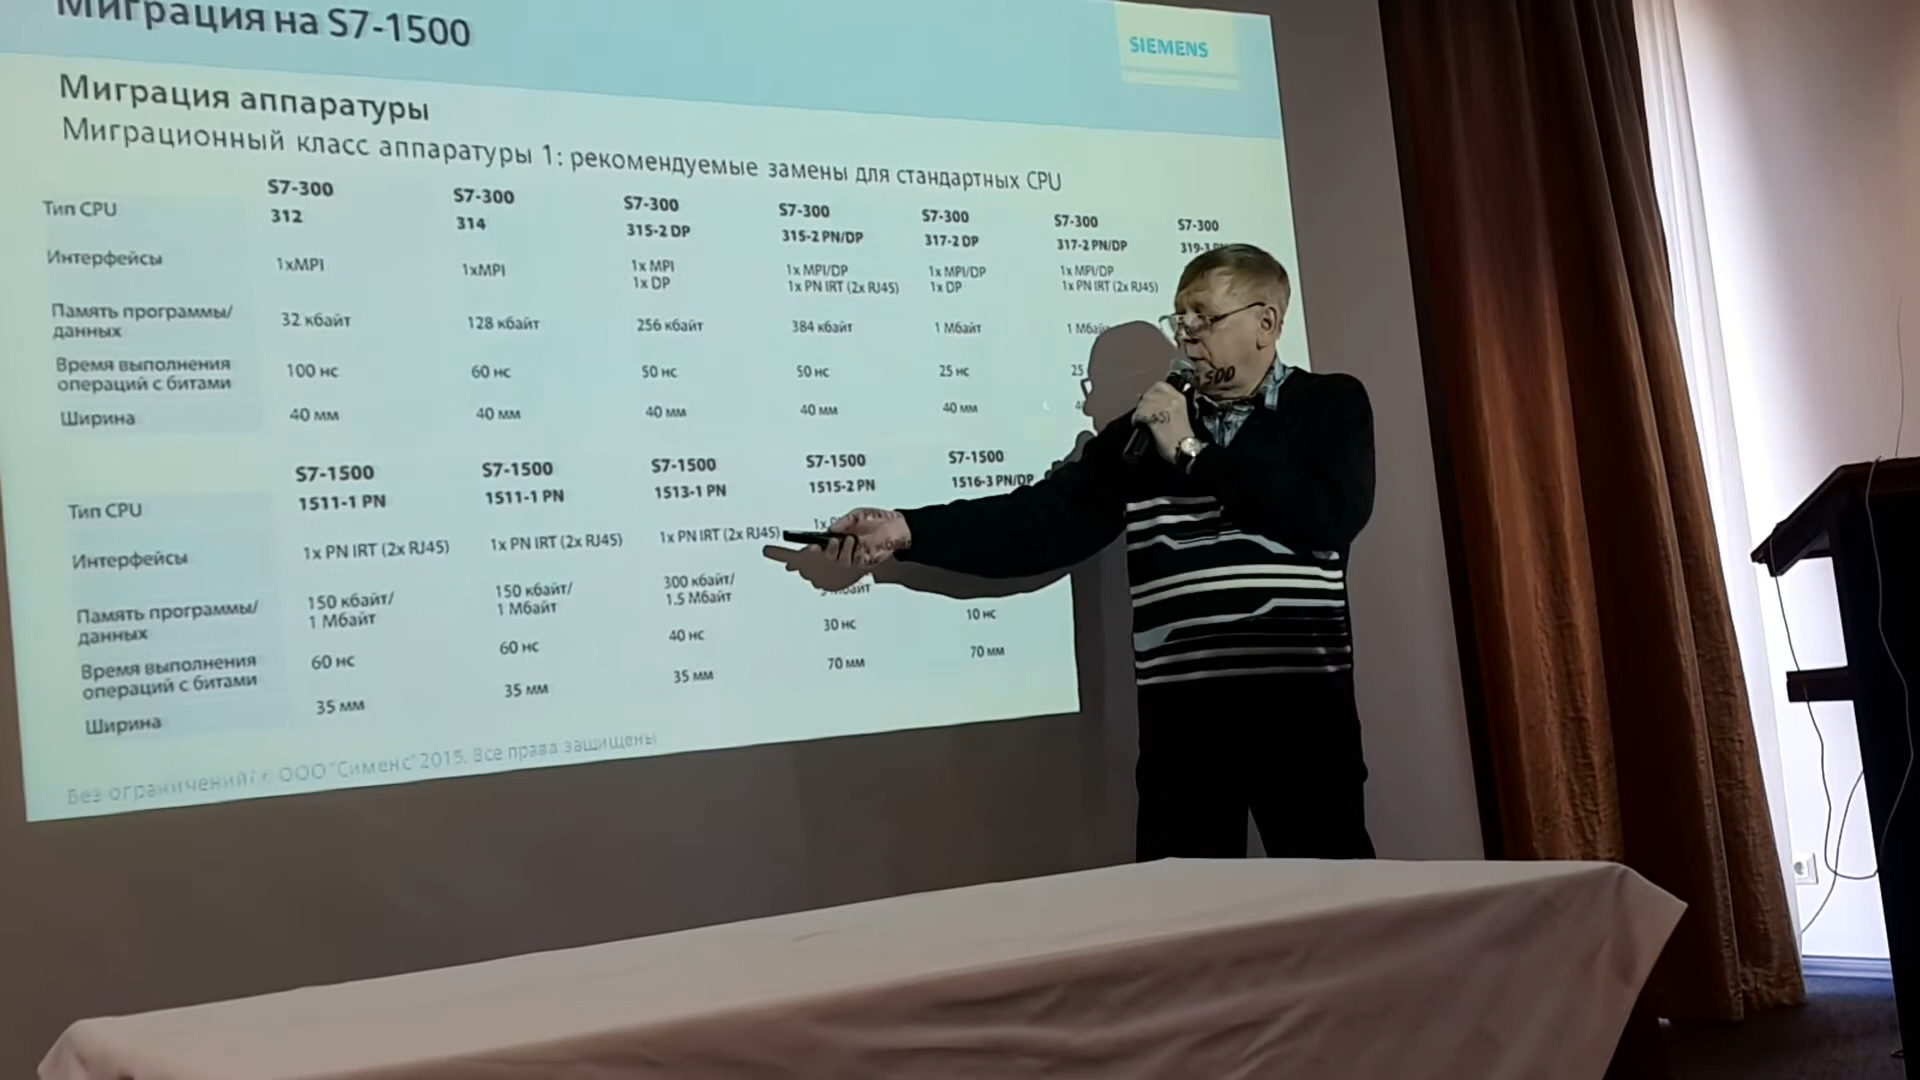 Миграция на S7-1500
SIEMENS
Миграция аппаратуры
Миграционный класс аппаратуры 1: рекомендуемые замены для стандартных CPU
S7-300 S7-300 S7-300 S7-300 S7-300 S7-300 S7-300
Тип CPU 312 314 315-2 DP 315-2 PN/DP 317-2 DP 317-2 PN/DP
Интерфейсы 1xMPI 1xMPI 1x MPI 1x MPI/DP 1x MPI/DP 1x MPI/DP
1x DP 1x PN IRT (2x RJ45) 1x DP 1x PN IRT (2x RJ45)
Память программы/
данных 32 кбайт 128 кбайт 256 кбайт 384 кбайт 1 Мбайт
Время выполнения
операций с битами 100 нс 60 нс 50 нс 50 нс 25 нс 25
Ширина 40 мм 40 мм 40 мм 40 мм 40 мм
S7-1500 S7-1500 S7-1500 S7-1500 S7-1500
Тип CPU 1511-1 PN 1511-1 PN 1513-1 PN 1515-2 PN 1516-3 PN/DP
Интерфейсы 1x PN IRT (2x RJ45) 1x PN IRT (2x RJ45) 1x PN IRT (2x RJ45)
Память программы/ 150 кбайт/ 150 кбайт/ 300 кбайт/
данных 1 Мбайт 1 Мбайт 1.5 Мбайт
Время выполнения
операций с битами 60 нс 60 нс 40 нс 30 нс 10 нс
Ширина 35 мм 35 мм 35 мм 70 мм 70 мм
Без ограничений / © ООО "Сименс" 2015. Все права защищены